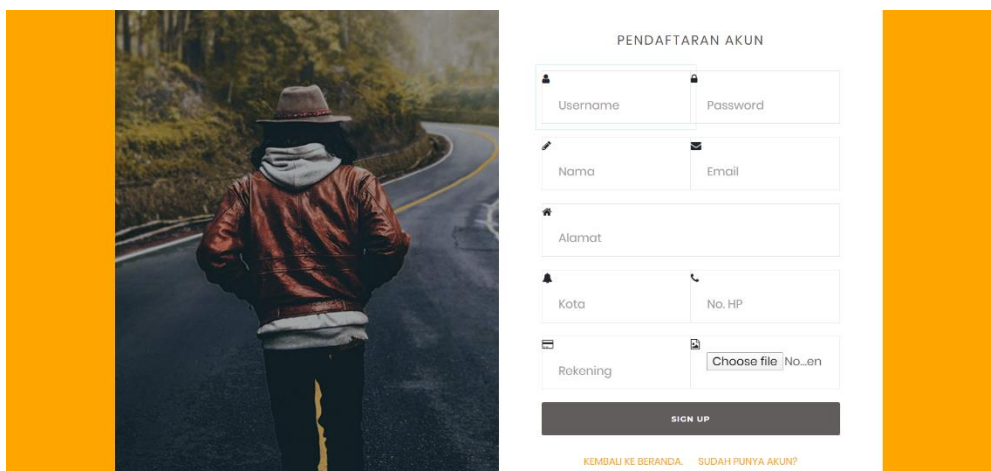 PENDAFTARAN AKUN
Username Password
Nama Email
Alamat
Kota No. HP
Rekening Choose file No...en
SIGN UP
KEMBALI KE BERANDA. SUDAH PUNYA AKUN?